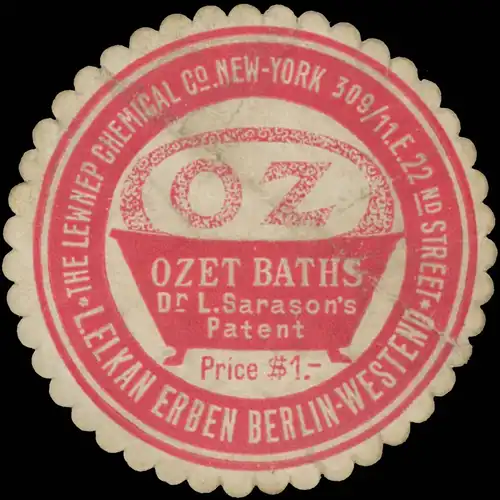 * THE LEWNEP CHEMICAL CO. NEW-YORK 309/11.E.22 ND STREET *
L. ELKAN ERBEN BERLIN-WESTEND
OZ
OZET BATHS
Dr L. Sarason's
Patent
Price $1.-